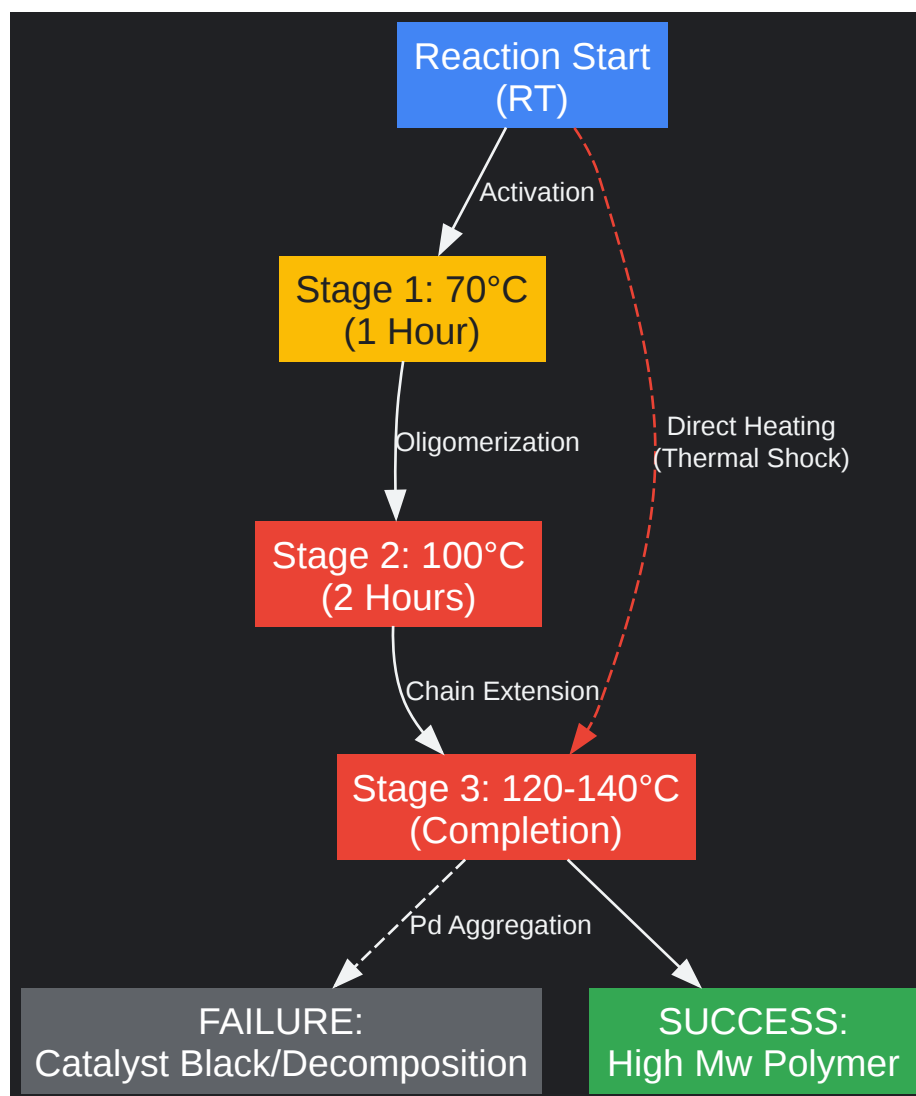 Reaction Start
(RT)
Activation
Stage 1: 70°C
(1 Hour)
Direct Heating
(Thermal Shock)
Oligomerization
Stage 2: 100°C
(2 Hours)
Chain Extension
Stage 3: 120-140°C
(Completion)
Pd Aggregation
FAILURE:
Catalyst Black/Decomposition
SUCCESS:
High Mw Polymer